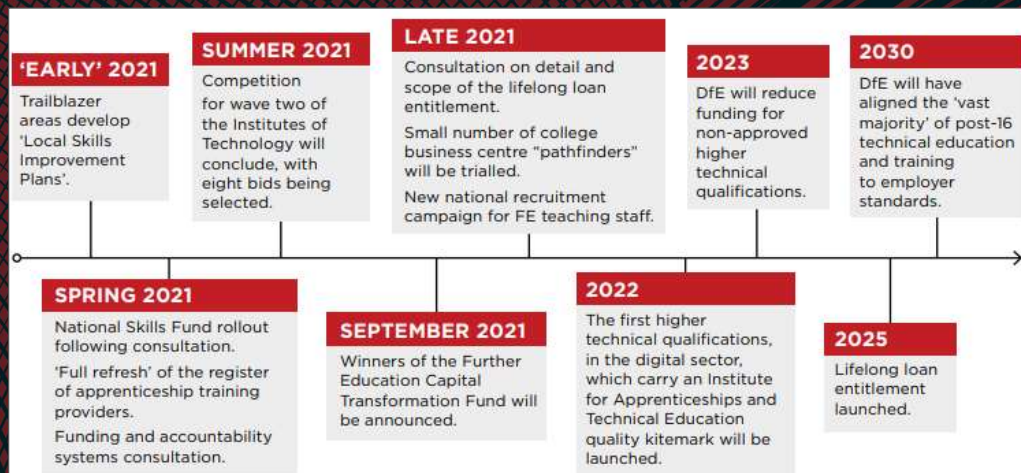 'EARLY' 2021
Trailblazer
areas develop
'Local Skills
Improvement
Plans'.
SPRING 2021
National Skills Fund rollout
following consultation.
'Full refresh' of the register
of apprenticeship training
providers.
Funding and accountability
systems consultation.
SUMMER 2021
Competition
for wave two of
the Institutes of
Technology will
conclude, with
eight bids being
selected.
SEPTEMBER 2021
Winners of the Further
Education Capital
Transformation Fund will
be announced.
LATE 2021
Consultation on detail and
scope of the lifelong loan
entitlement.
Small number of college
business centre "pathfinders"
will be trialled.
New national recruitment
campaign for FE teaching staff.
2022
The first higher
technical qualifications,
in the digital sector,
which carry an Institute
for Apprenticeships and
Technical Education
quality kitemark will be
launched.
2023
DfE will reduce
funding for
non-approved
higher
technical
qualifications.
2025
Lifelong loan
entitlement
launched.
2030
DfE will have
aligned the 'vast
majority' of post-16
technical education
and training
to employer
standards.